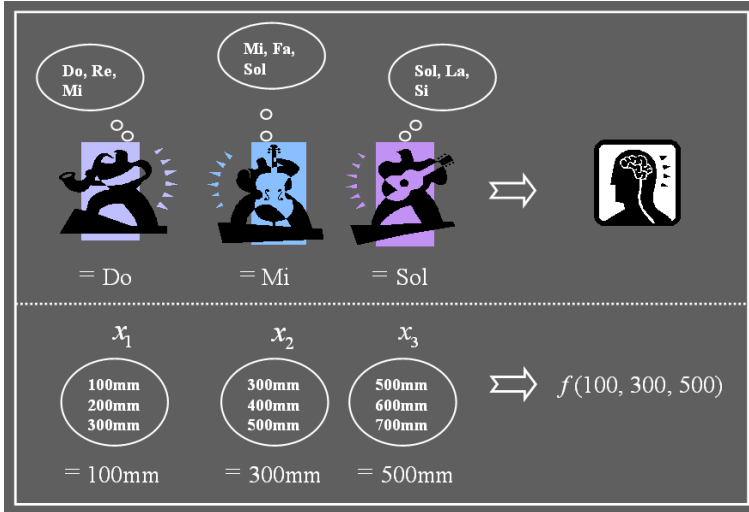 Do, Re,
Mi
Mi, Fa,
Sol
Sol, La,
Si
= Do
= Mi
= Sol
x₁
x₂
x₃
100mm
200mm
300mm
300mm
400mm
500mm
500mm
600mm
700mm
f (100, 300, 500)
= 100mm
= 300mm
= 500mm